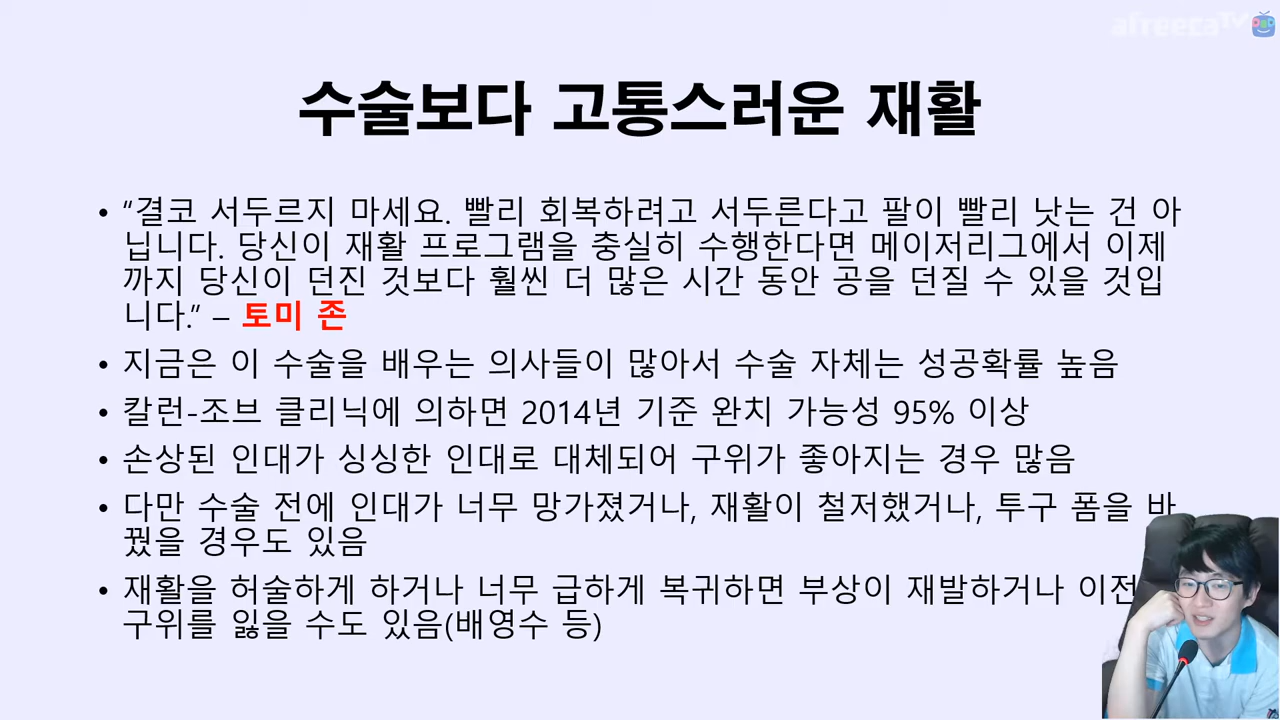 afreecaTV
수술보다 고통스러운 재활
• "결코 서두르지 마세요. 빨리 회복하려고 서두른다고 팔이 빨리 낫는 건 아
닙니다. 당신이 재활 프로그램을 충실히 수행한다면 메이저리그에서 이제
까지 당신이 던진 것보다 훨씬 더 많은 시간 동안 공을 던질 수 있을 것입
니다." – 토미 존
• 지금은 이 수술을 배우는 의사들이 많아서 수술 자체는 성공확률 높음
• 칼런-조브 클리닉에 의하면 2014년 기준 완치 가능성 95% 이상
• 손상된 인대가 싱싱한 인대로 대체되어 구위가 좋아지는 경우 많음
• 다만 수술 전에 인대가 너무 망가졌거나, 재활이 철저했거나, 투구 폼을 바
꿨을 경우도 있음
• 재활을 허술하게 하거나 너무 급하게 복귀하면 부상이 재발하거나 이전
구위를 잃을 수도 있음(배영수 등)